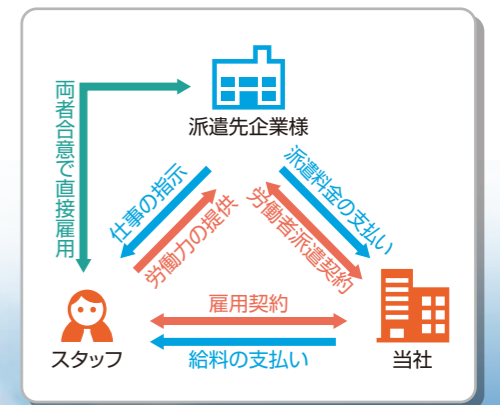 両者合意で直接雇用
派遣先企業様
仕事の指示
労働力の提供
派遣料金の支払い
労働者派遣契約
雇用契約
給料の支払い
スタッフ
当社